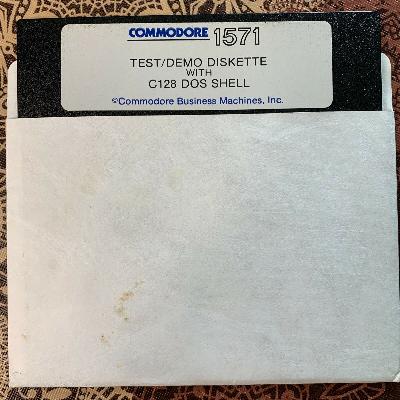 COMMODORE 1571
TEST/DEMO DISKETTE
WITH
C128 DOS SHELL
©Commodore Business Machines, Inc.